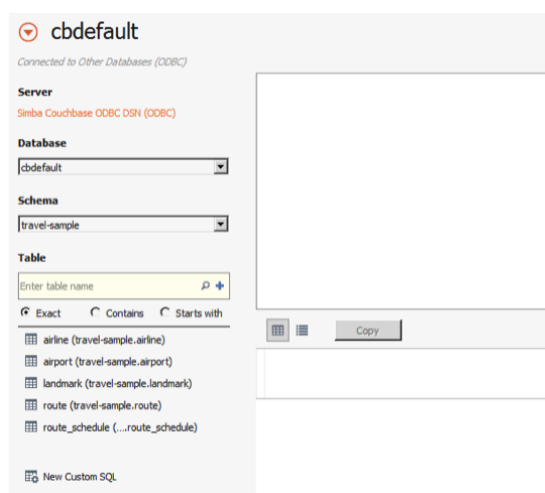 cbdefault
Connected to Other Databases (ODBC)
Server
Simba Couchbase ODBC DSN (ODBC)
Database
cbdefault
Schema
travel-sample
Table
Enter table name
Exact Contains Starts with
airline (travel-sample.airline)
airport (travel-sample.airport)
landmark (travel-sample.landmark)
route (travel-sample.route)
route_schedule (....route_schedule)
New Custom SQL
Copy